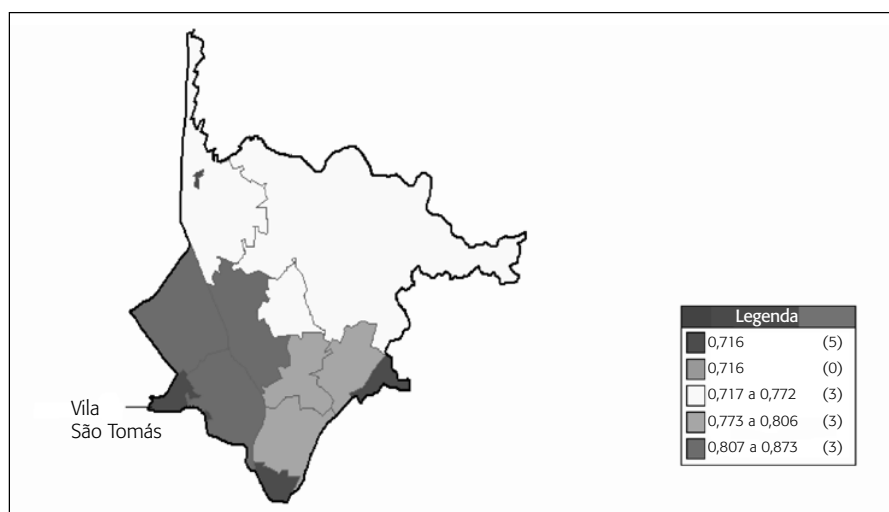 Vila
São Tomás
Legenda
0,716 (5)
0,716 (0)
0,717 a 0,772 (3)
0,773 a 0,806 (3)
0,807 a 0,873 (3)